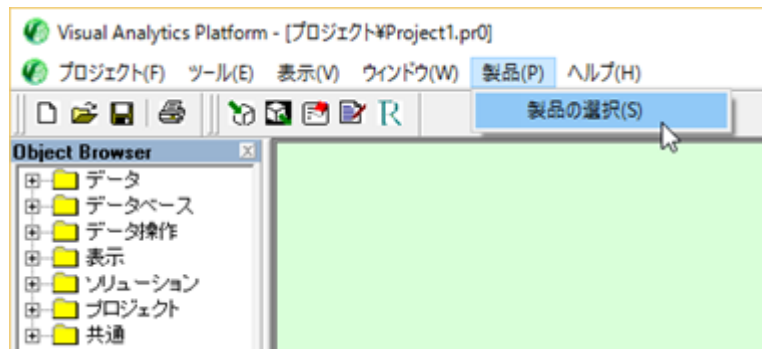 Visual Analytics Platform - [プロジェクト¥Project1.pr0]
プロジェクト(F) ツール(E) 表示(V) ウィンドウ(W) 製品(P) ヘルプ(H)
R
製品の選択(S)
Object Browser
データ
データベース
データ操作
表示
ソリューション
プロジェクト
共通